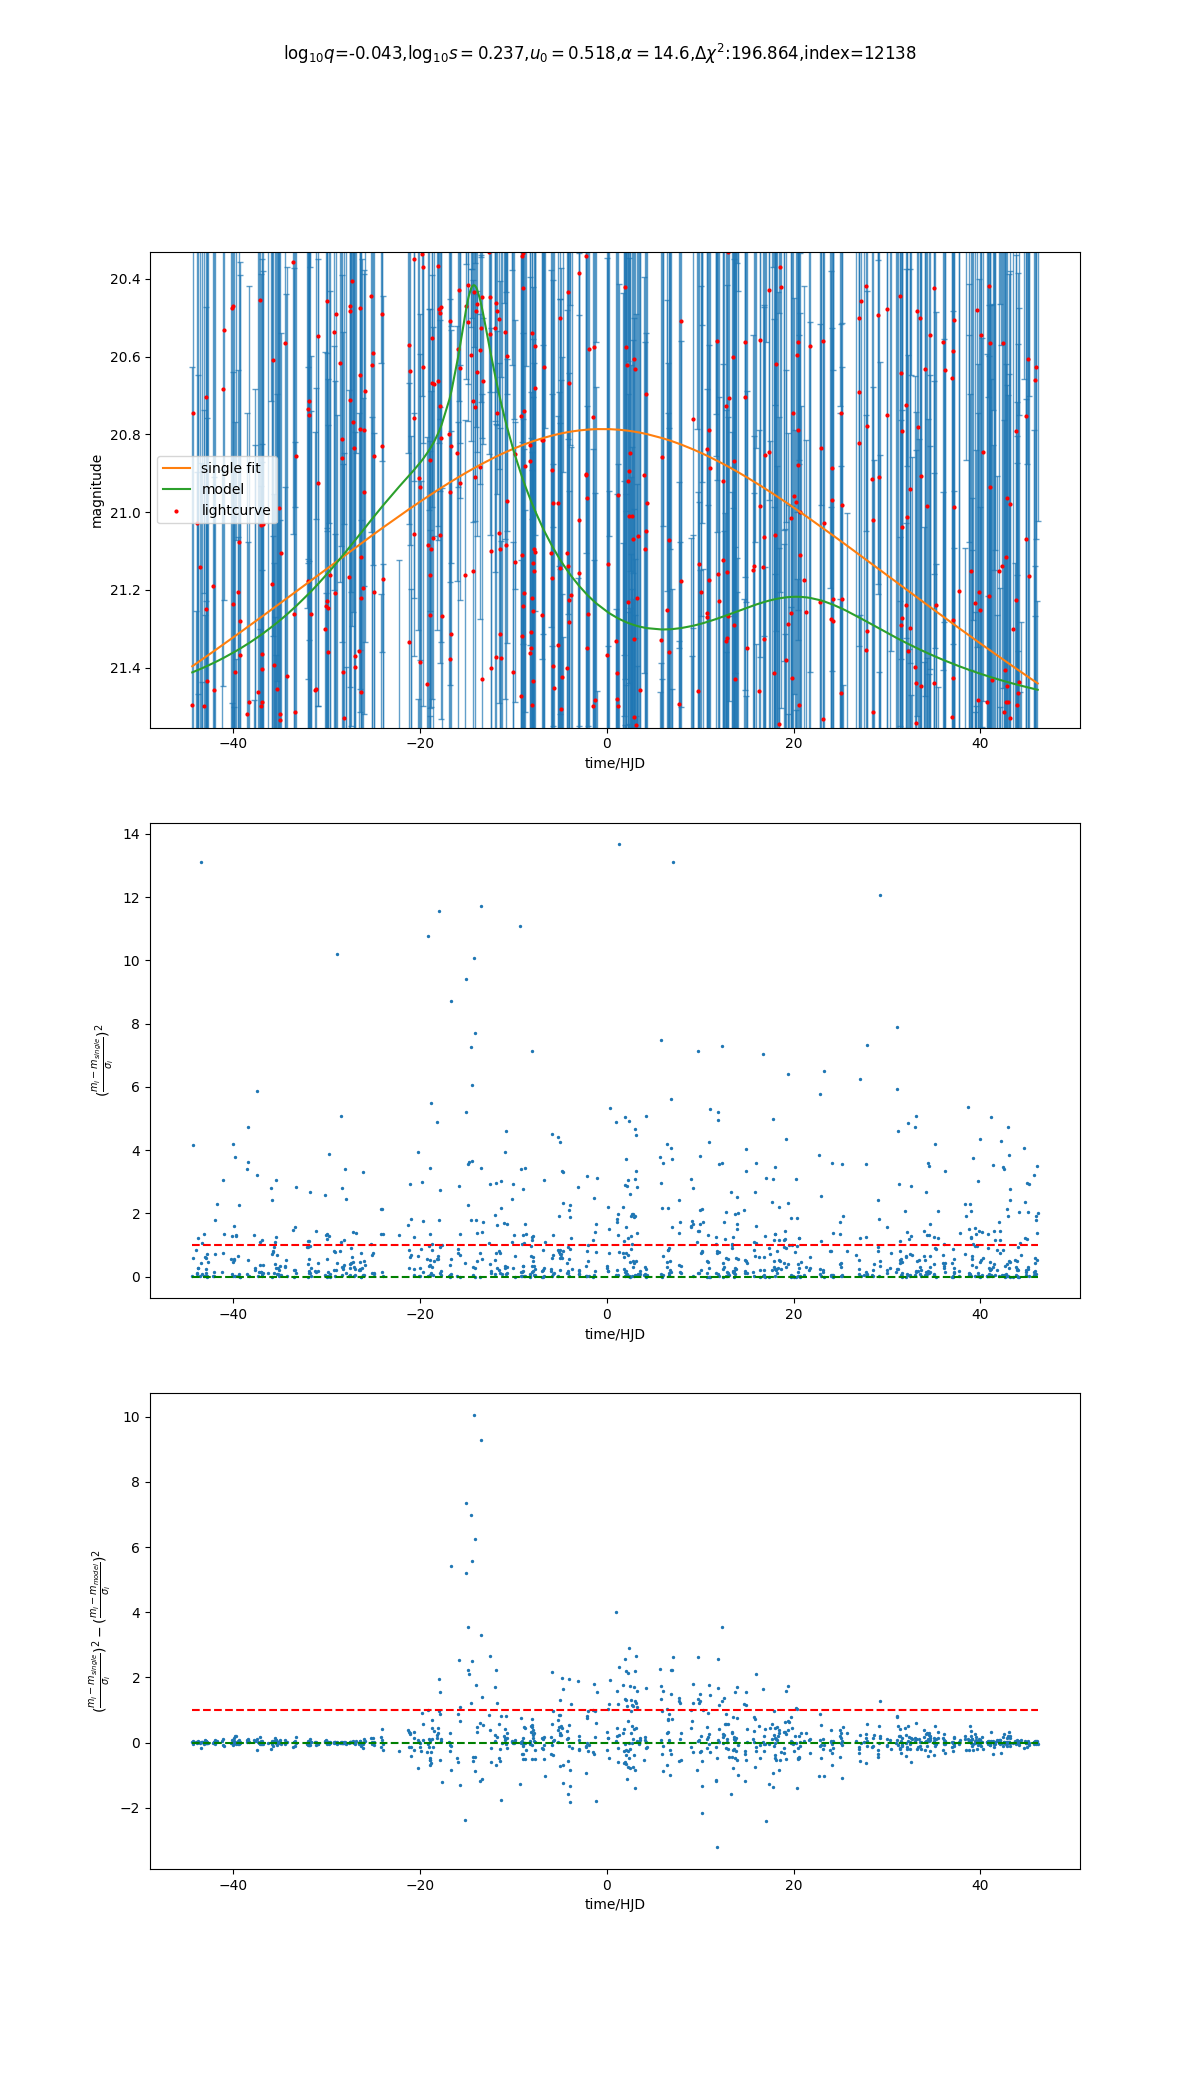 log₁₀q=-0.043,log₁₀s = 0.237,u₀ = 0.518,α = 14.6,Δχ²:196.864,index=12138
20.4
20.6
20.8
21.0
21.2
21.4
magnitude
single fit
model
lightcurve
−40 −20 0 20 40
time/HJD
14
12
10
8
6
4
2
0
((mᵢ − m_single)/σᵢ)²
−40 −20 0 20 40
time/HJD
10
8
6
4
2
0
−2
((mᵢ − m_single)/σᵢ)² − ((mᵢ − m_model)/σᵢ)²
−40 −20 0 20 40
time/HJD